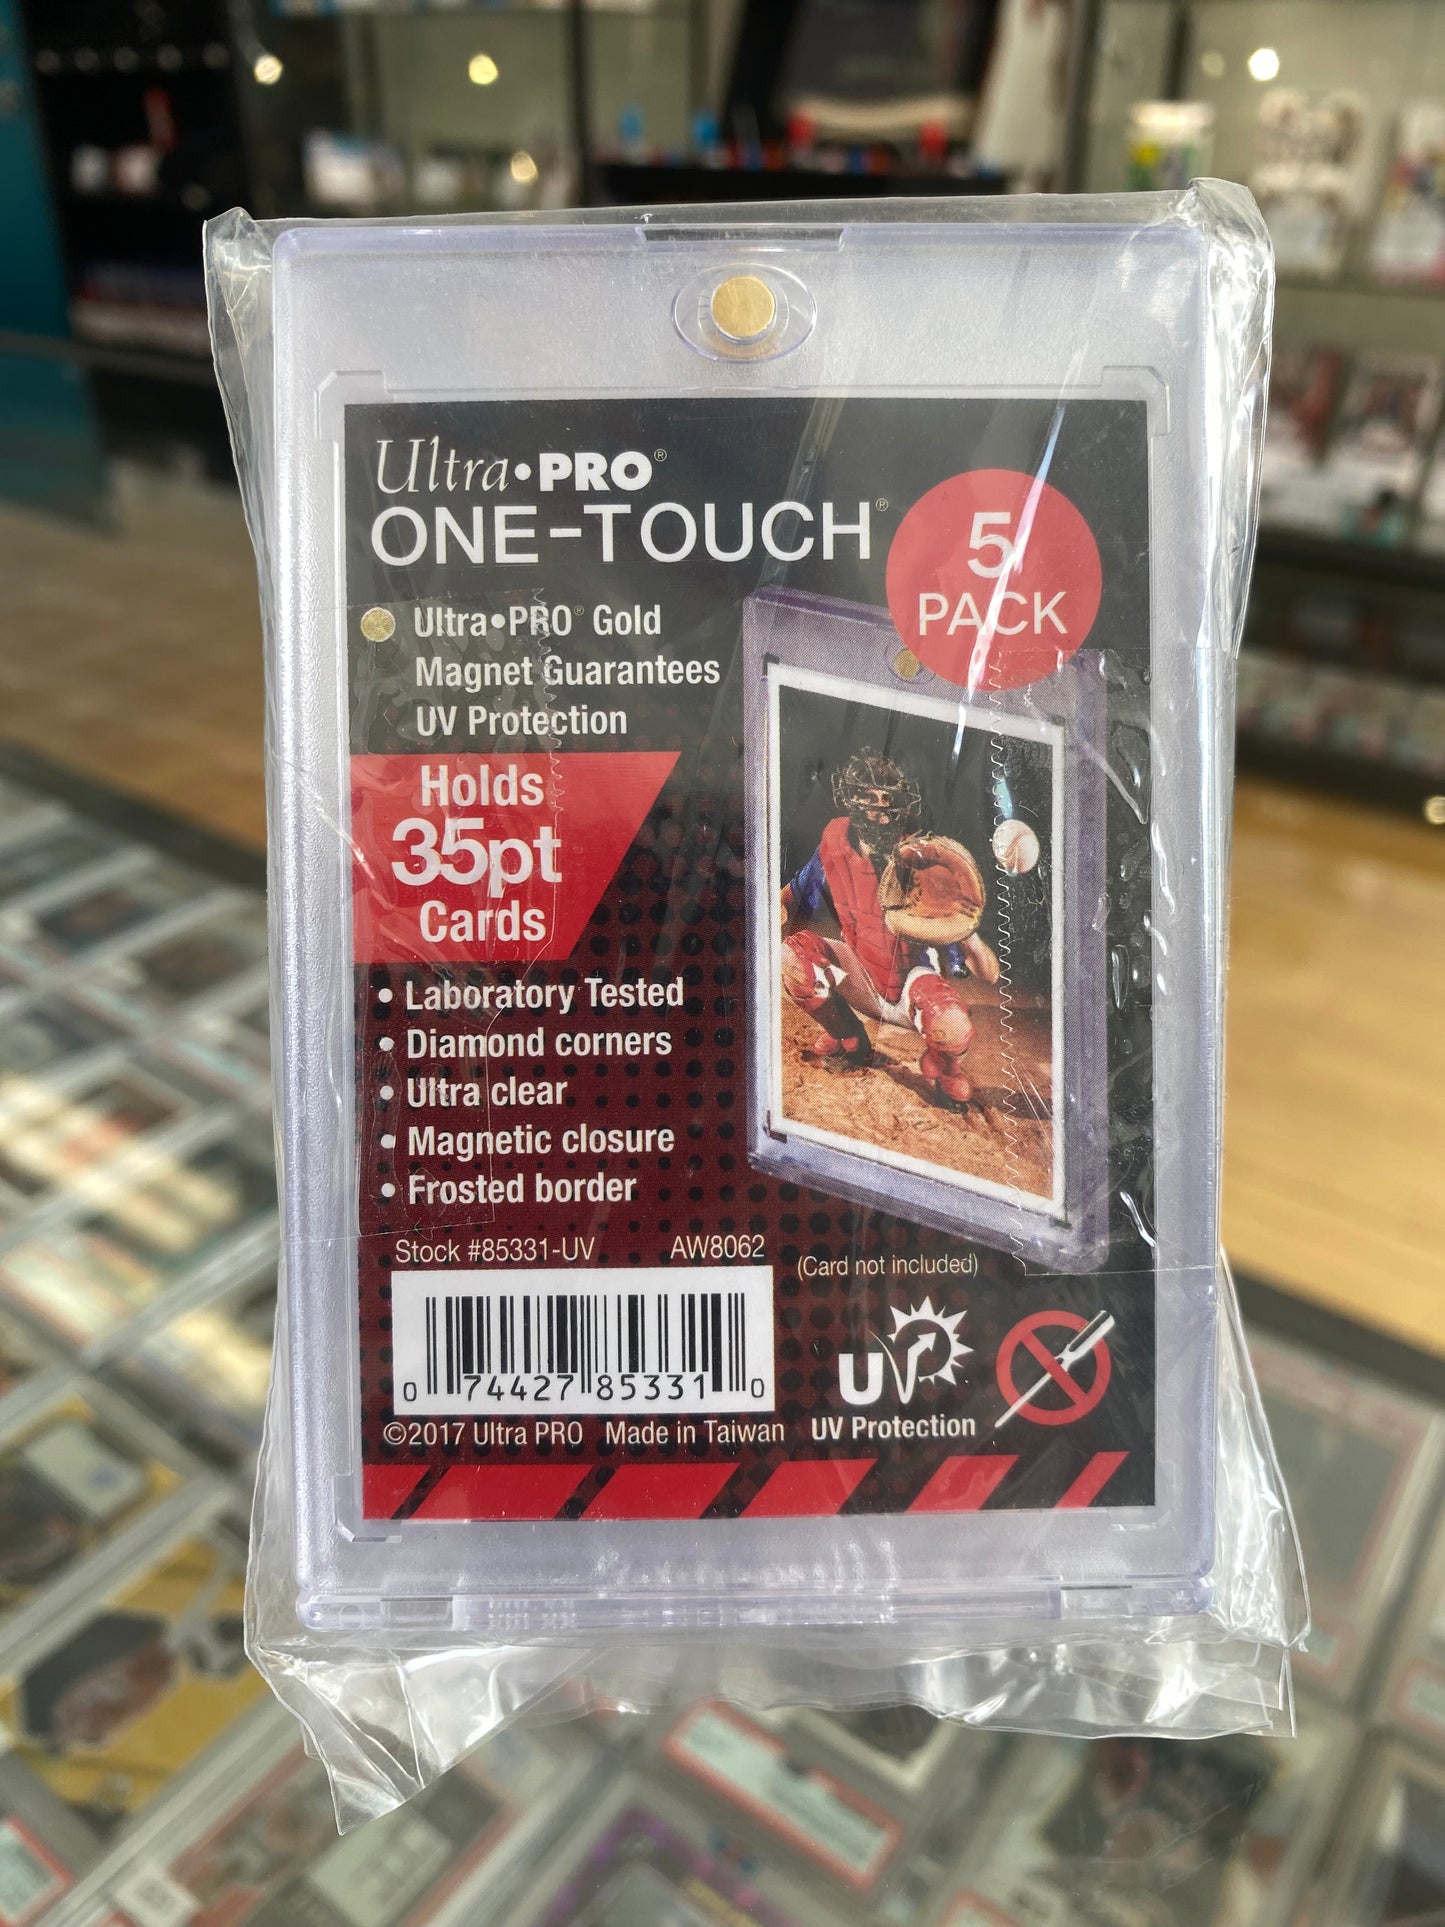 Ultra•PRO®
ONE-TOUCH®
5
PACK
Ultra•PRO® Gold
Magnet Guarantees
UV Protection
Holds
35pt
Cards
• Laboratory Tested
• Diamond corners
• Ultra clear
• Magnetic closure
• Frosted border
Stock #85331-UV AW8062
(Card not included)
0 74427 85331 0
©2017 Ultra PRO Made in Taiwan
UV
UV Protection